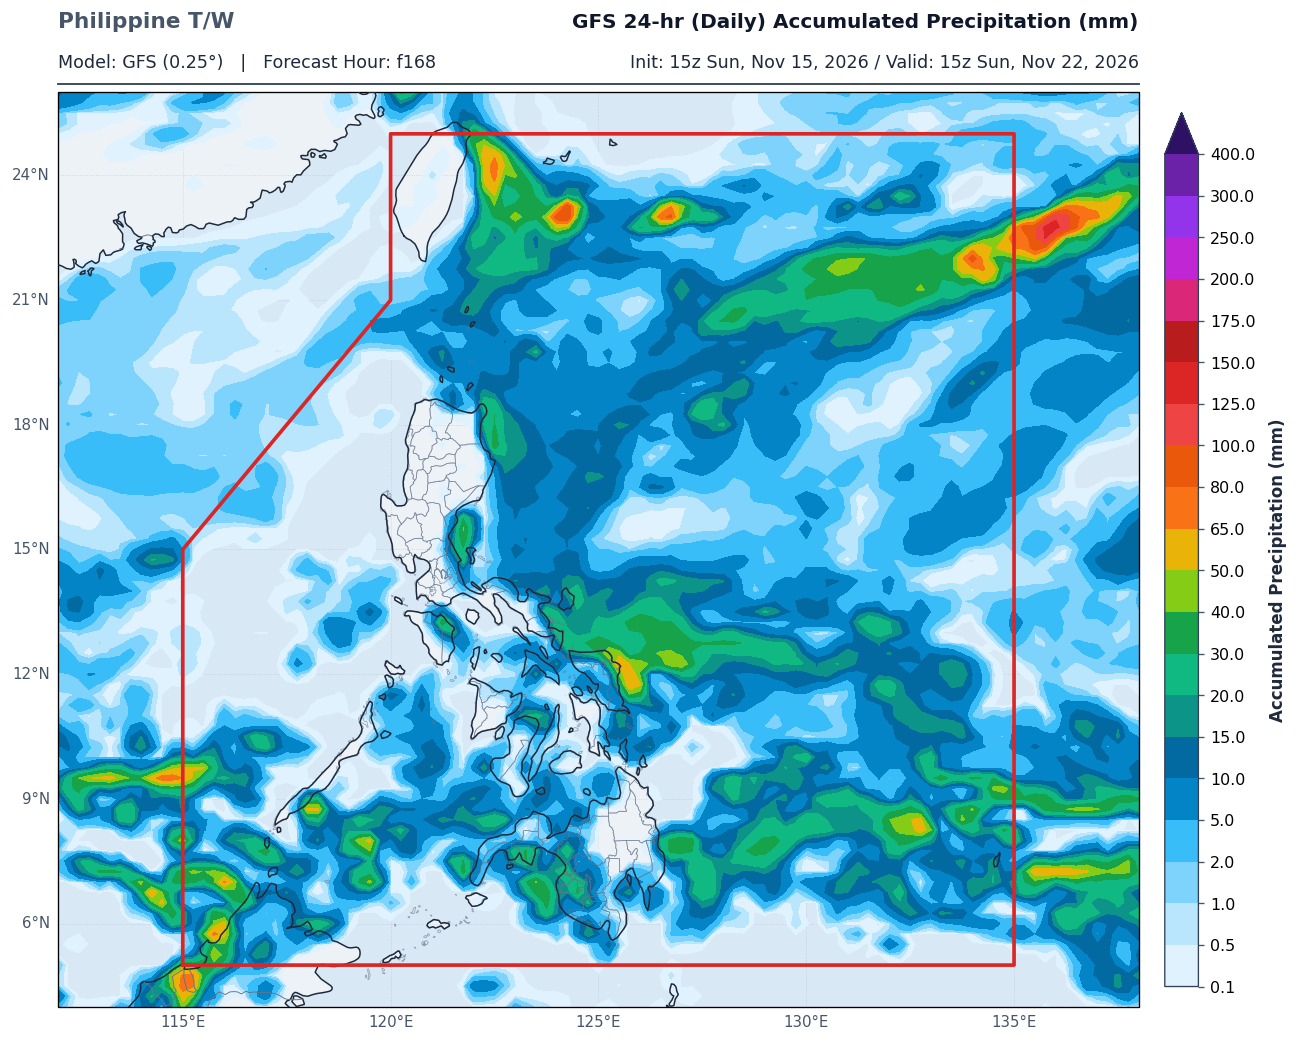 Philippine T/W
GFS 24-hr (Daily) Accumulated Precipitation (mm)
Model: GFS (0.25°)   |   Forecast Hour: f168
Init: 15z Sun, Nov 15, 2026 / Valid: 15z Sun, Nov 22, 2026
24°N
21°N
18°N
15°N
12°N
9°N
6°N
115°E
120°E
125°E
130°E
135°E
400.0
300.0
250.0
200.0
175.0
150.0
125.0
100.0
80.0
65.0
50.0
40.0
30.0
20.0
15.0
10.0
5.0
2.0
1.0
0.5
0.1
Accumulated Precipitation (mm)